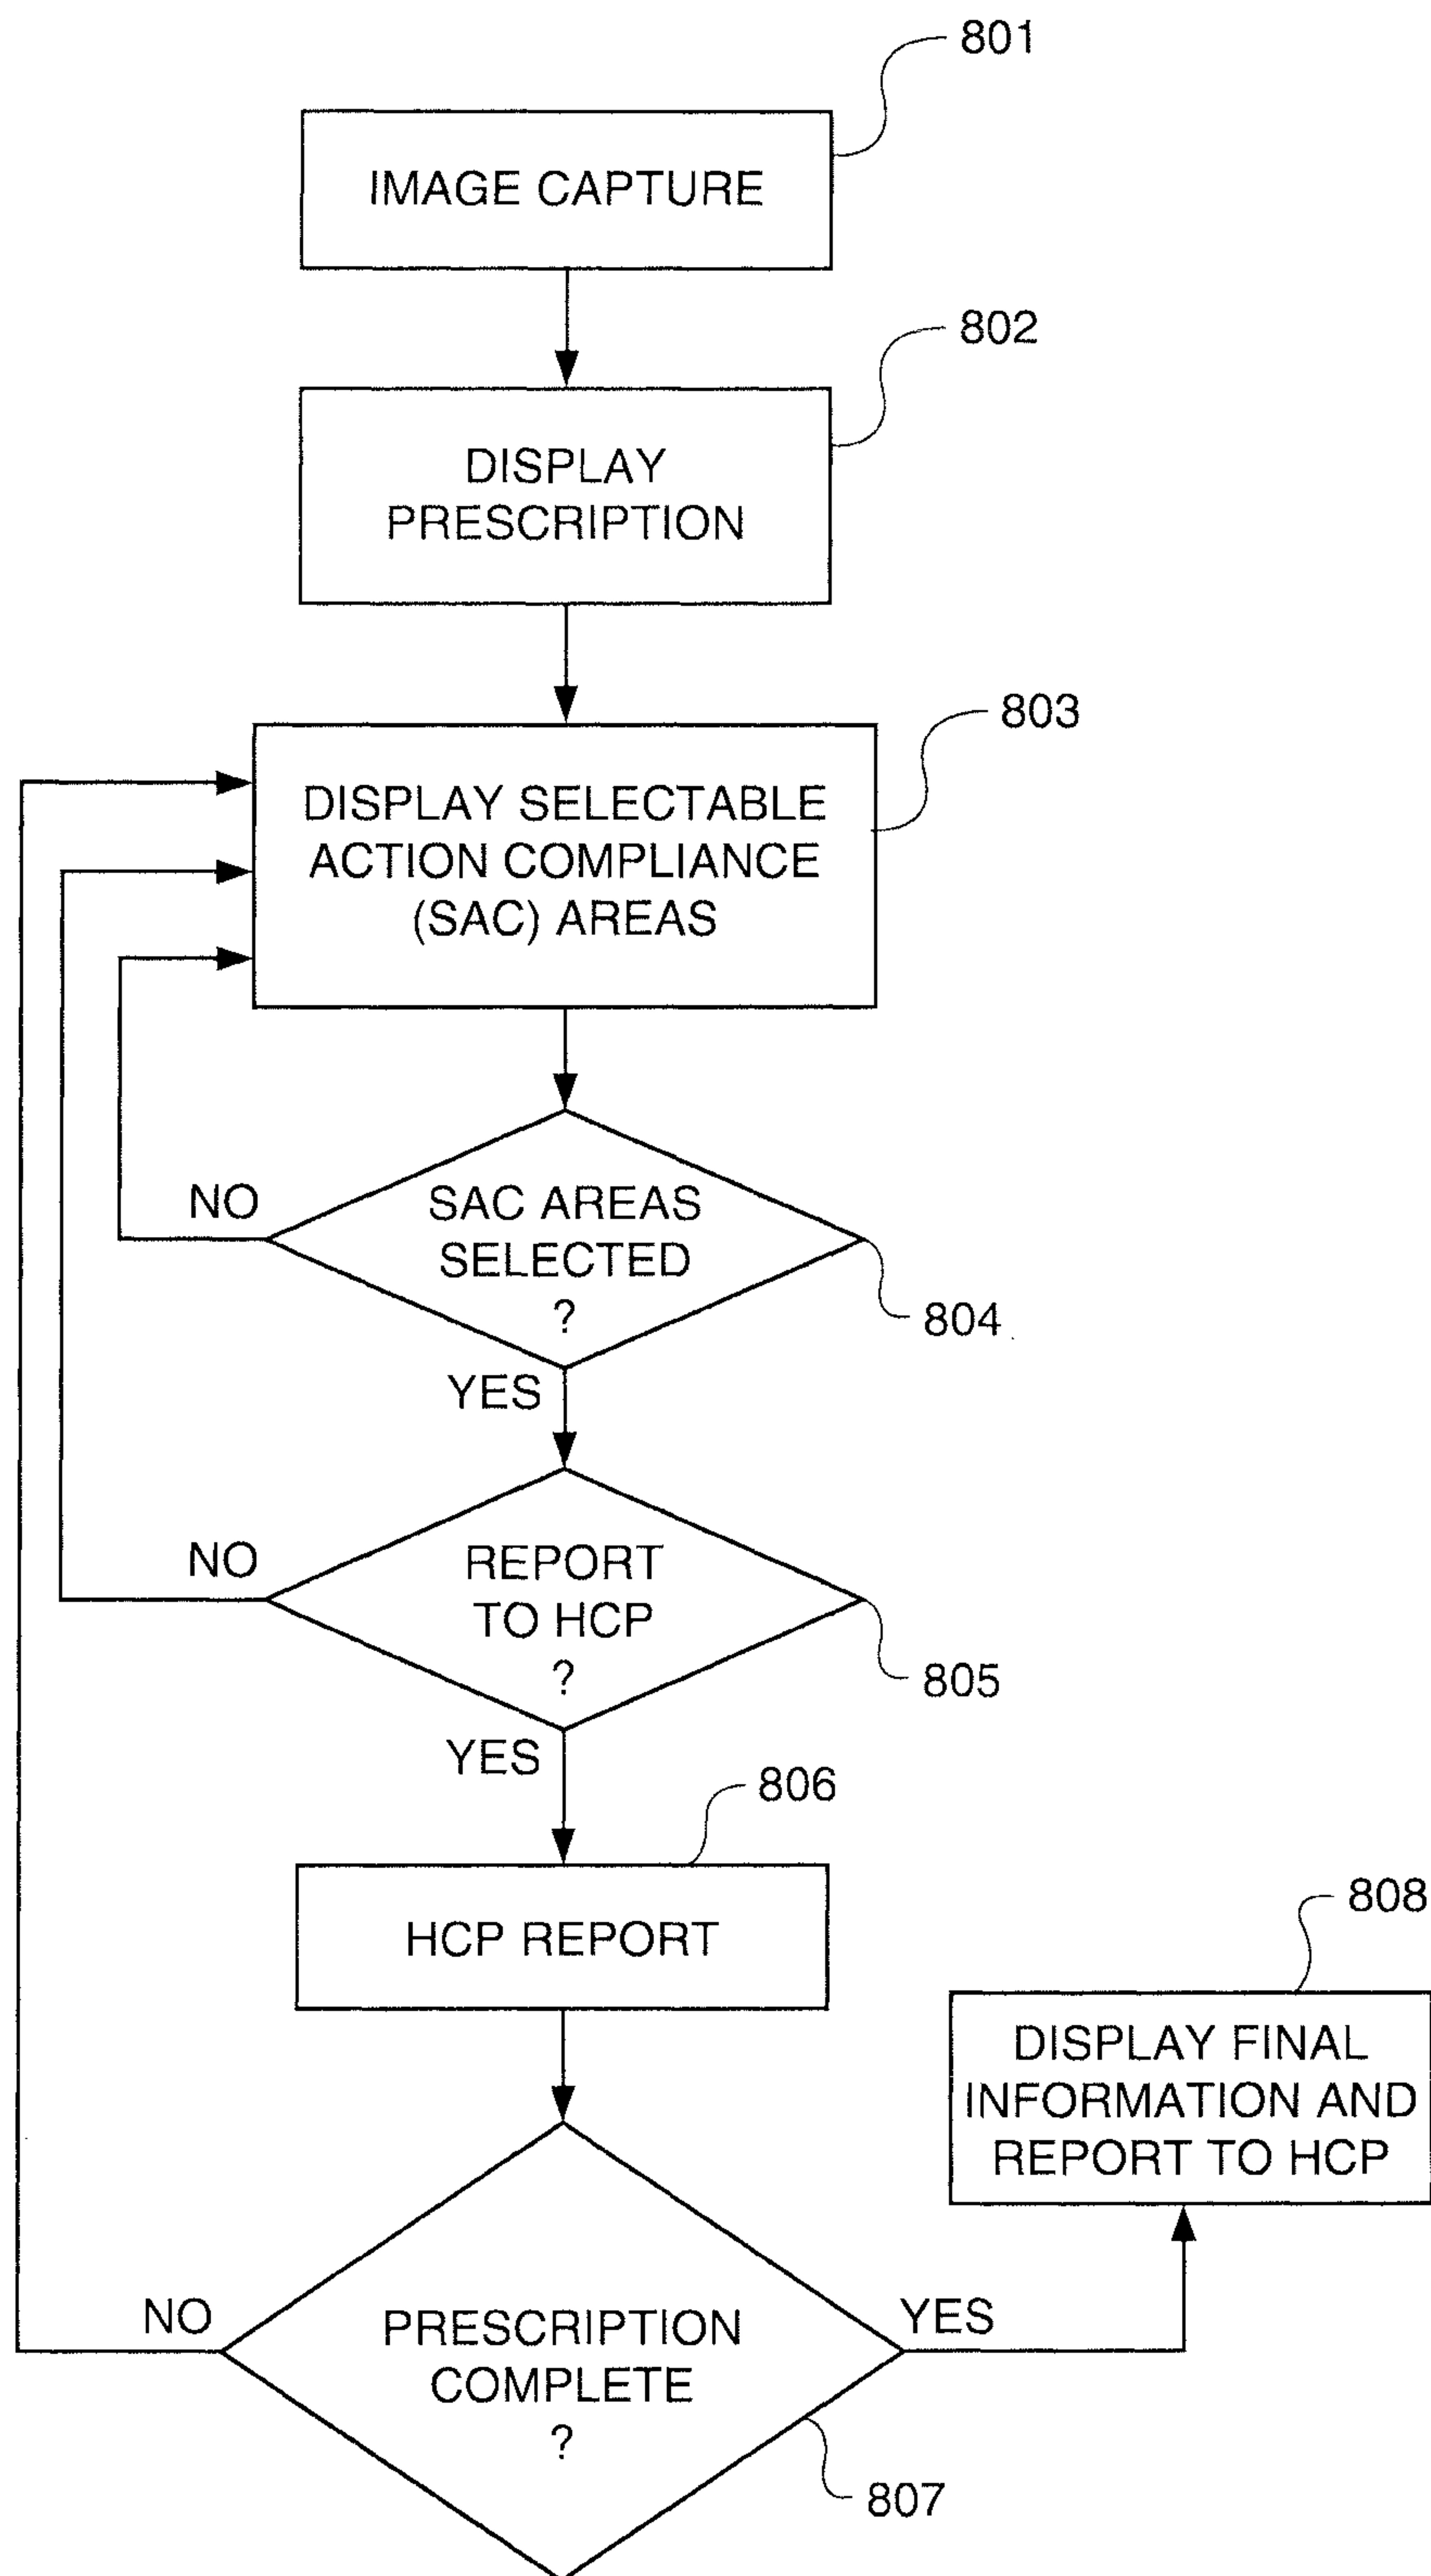 801
IMAGE CAPTURE
802
DISPLAY
PRESCRIPTION
803
DISPLAY SELECTABLE
ACTION COMPLIANCE
(SAC) AREAS
NO
SAC AREAS
SELECTED
?
804
YES
NO
REPORT
TO HCP
?
805
YES
806
HCP REPORT
808
DISPLAY FINAL
INFORMATION AND
REPORT TO HCP
NO
PRESCRIPTION
COMPLETE
?
YES
807